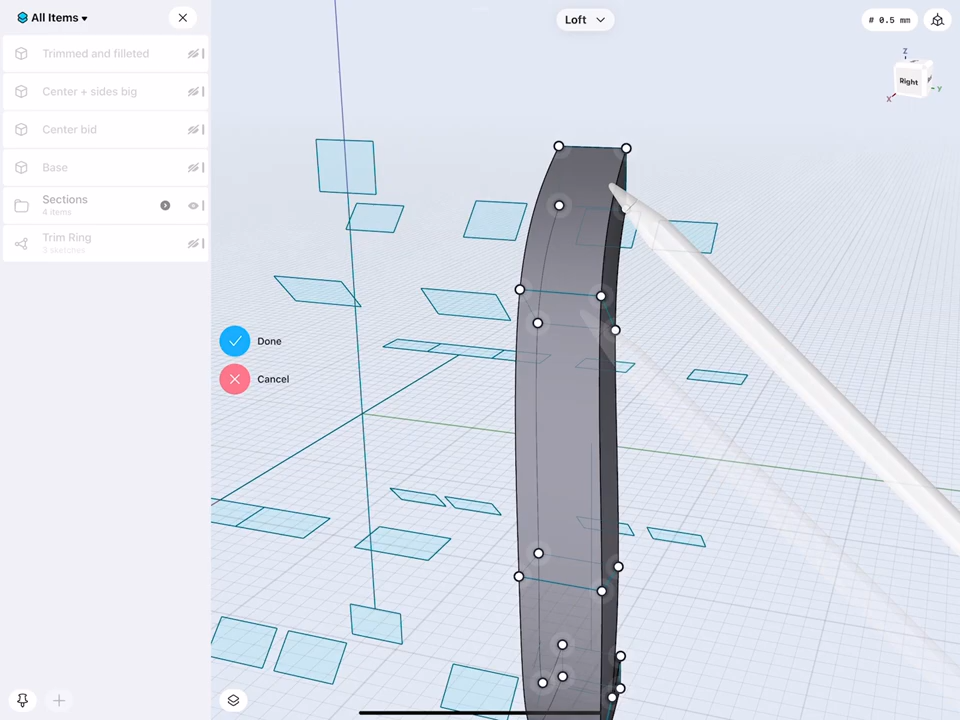 All Items
Loft
# 0.5 mm
Trimmed and filleted
Center + sides big
Center bid
Base
Sections
4 items
Trim Ring
3 sketches
Z
Right
X
Y
Done
Cancel